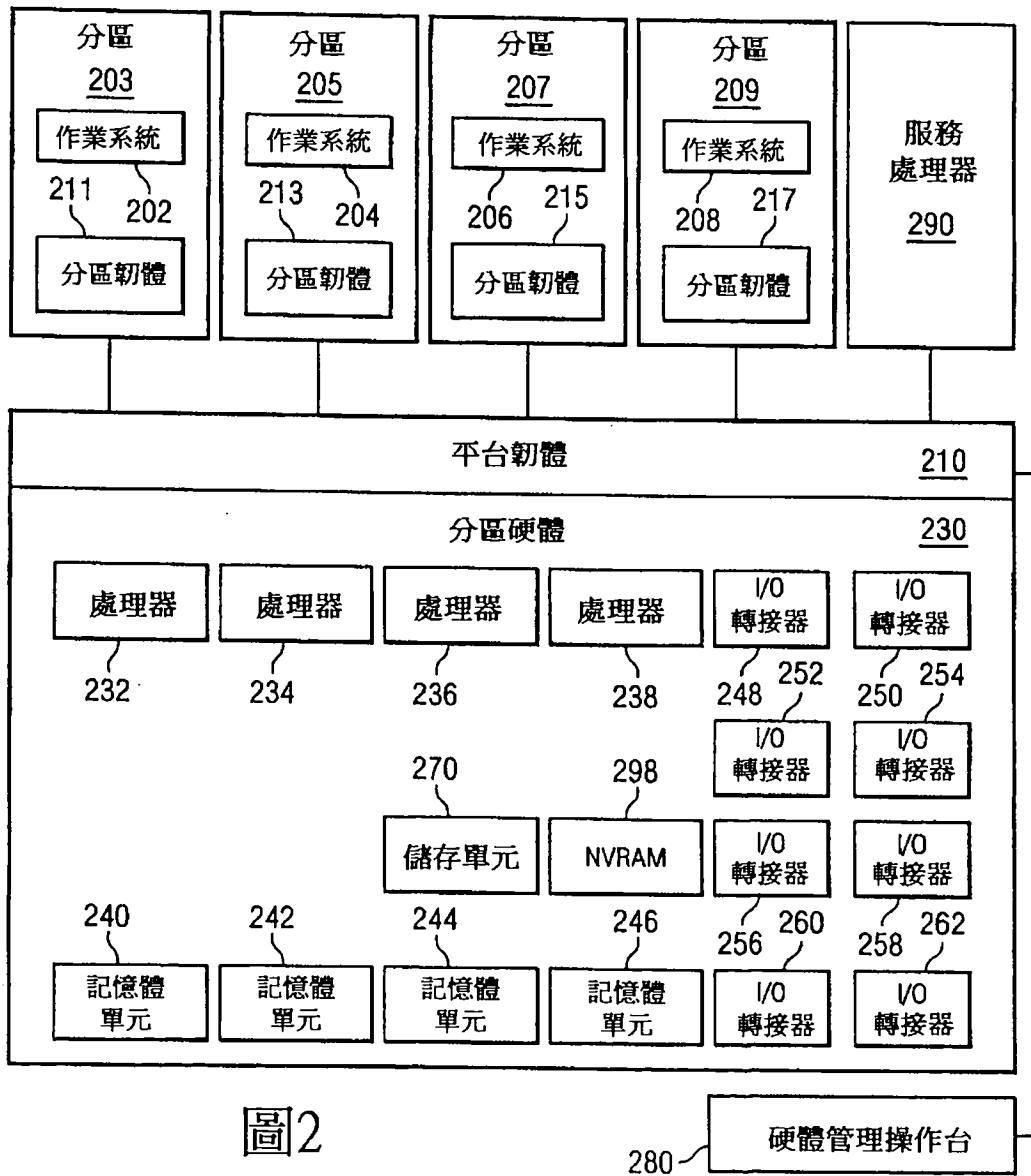 分區
203
作業系統
211
202
分區韌體
分區
205
作業系統
213
204
分區韌體
分區
207
作業系統
215
206
分區韌體
分區
209
作業系統
217
208
分區韌體
服務
處理器
290
平台韌體 210
分區硬體 230
處理器 處理器 處理器 處理器
232 234 236 238
I/O
轉接器
248
I/O
轉接器
250
252
I/O
轉接器
254
I/O
轉接器
270
儲存單元
298
NVRAM
I/O
轉接器
256
I/O
轉接器
258
240
記憶體
單元
242
記憶體
單元
244
記憶體
單元
246
記憶體
單元
260
I/O
轉接器
262
I/O
轉接器
圖2
硬體管理操作台
280